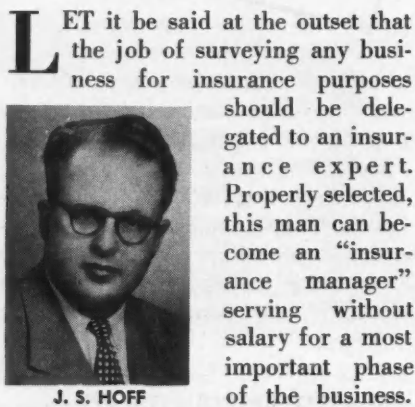 LET it be said at the outset that
the job of surveying any busi-
ness for insurance purposes
should be dele-
gated to an insur-
ance expert.
Properly selected,
this man can be-
come an "insur-
ance manager"
serving without
salary for a most
important phase
of the business.
J. S. HOFF